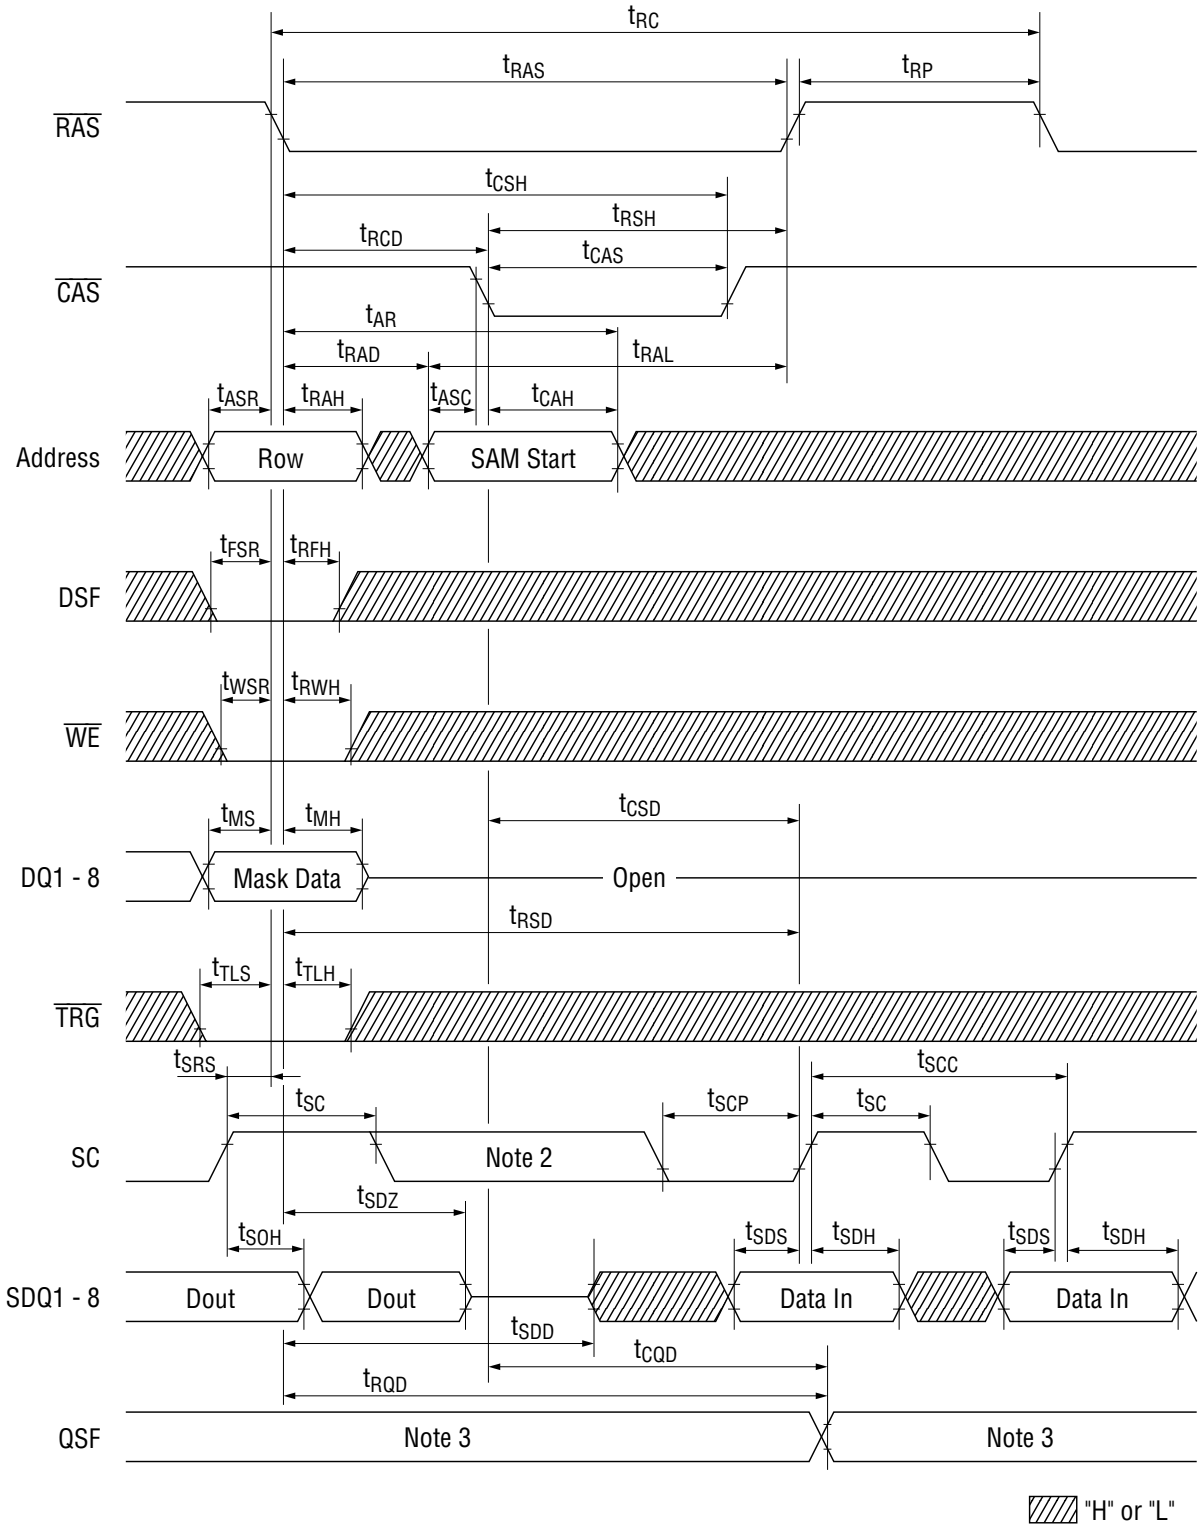 tRC
tRAS
tRP
RAS
tCSH
tRSH
tRCD
tCAS
CAS
tAR
tRAD
tRAL
tASR
tRAH
tASC
tCAH
Address
Row
SAM Start
tFSR
tRFH
DSF
tWSR
tRWH
WE
tCSD
tMS
tMH
DQ1 - 8
Mask Data
Open
tRSD
tTLS
tTLH
TRG
tSRS
tSCC
tSC
tSCP
tSC
SC
Note 2
tSDZ
tSOH
tSDS
tSDH
tSDS
tSDH
SDQ1 - 8
Dout
Dout
Data In
Data In
tSDD
tCQD
tRQD
QSF
Note 3
Note 3
"H" or "L"